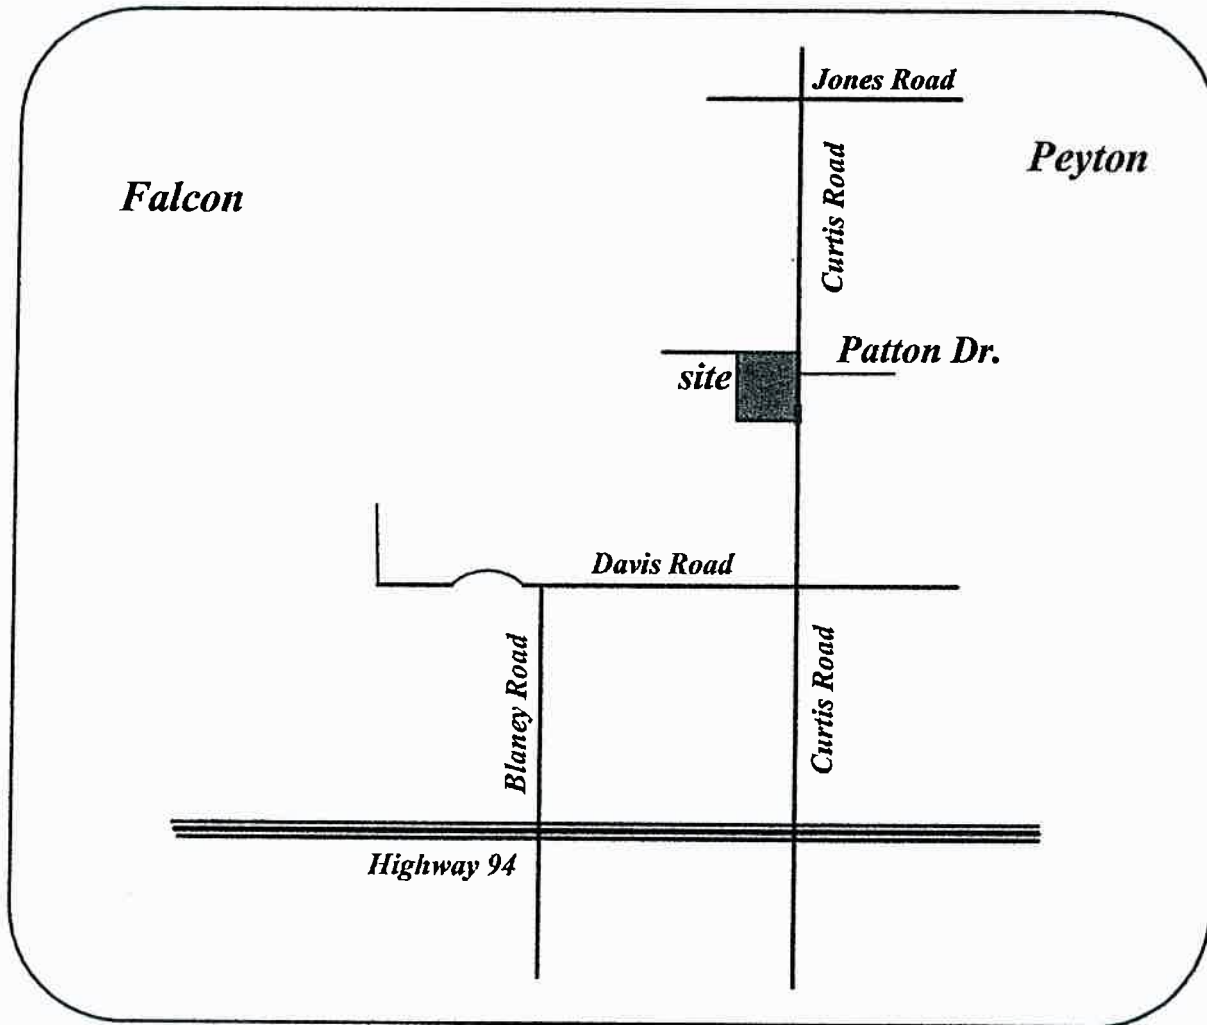 Jones Road
Peyton
Falcon
Curtis Road
Patton Dr.
site
Davis Road
Blaney Road
Curtis Road
Highway 94